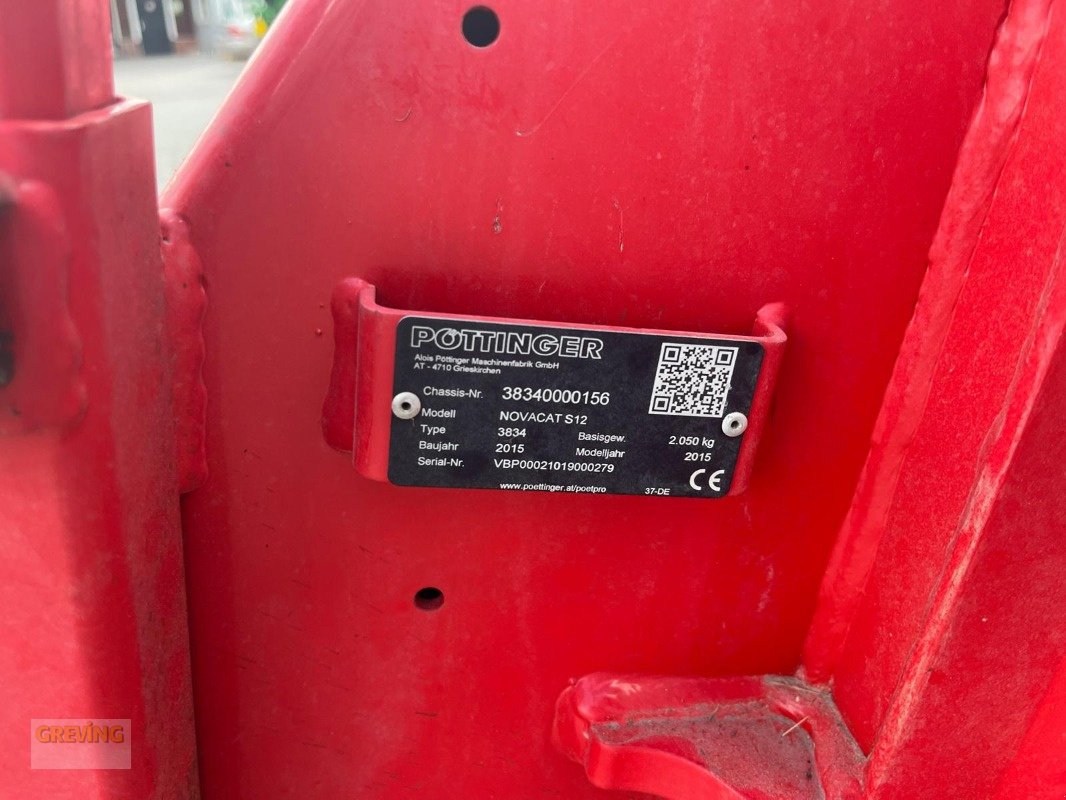 PÖTTINGER
Alois Pöttinger Maschinenfabrik GmbH
AT - 4710 Grieskirchen
Chassis-Nr. 38340000156
Modell NOVACAT S12
Type 3834 Basisgew. 2.050 kg
Baujahr 2015 Modelljahr 2015
Serial-Nr. VBP00021019000279
www.poettinger.at/poetpro 37-DE CE
GREVING